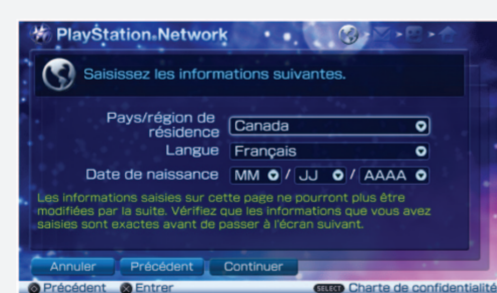 PlayStation®Network
Saisissez les informations suivantes.
Pays/région de
résidence Canada
Langue Français
Date de naissance MM / JJ / AAAA
Les informations saisies sur cette page ne pourront plus être
modifiées par la suite. Vérifiez que les informations que vous avez
saisies sont exactes avant de passer à l'écran suivant.
Annuler Précédent Continuer
Précédent Entrer SELECT Charte de confidentialité